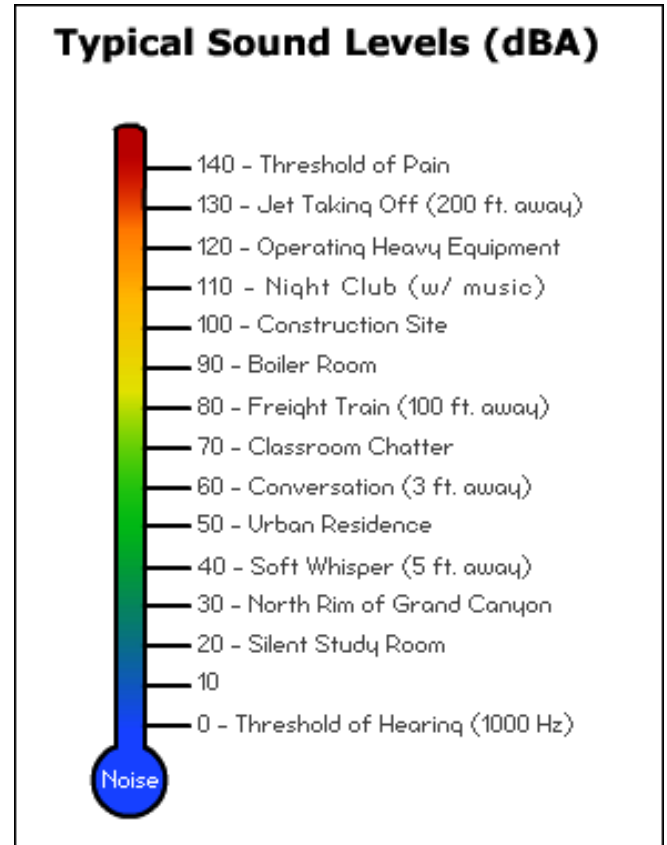 Typical Sound Levels (dBA)
140 - Threshold of Pain
130 - Jet Taking Off (200 ft. away)
120 - Operating Heavy Equipment
110 - Night Club (w/ music)
100 - Construction Site
90 - Boiler Room
80 - Freight Train (100 ft. away)
70 - Classroom Chatter
60 - Conversation (3 ft. away)
50 - Urban Residence
40 - Soft Whisper (5 ft. away)
30 - North Rim of Grand Canyon
20 - Silent Study Room
10
0 - Threshold of Hearing (1000 Hz)
Noise